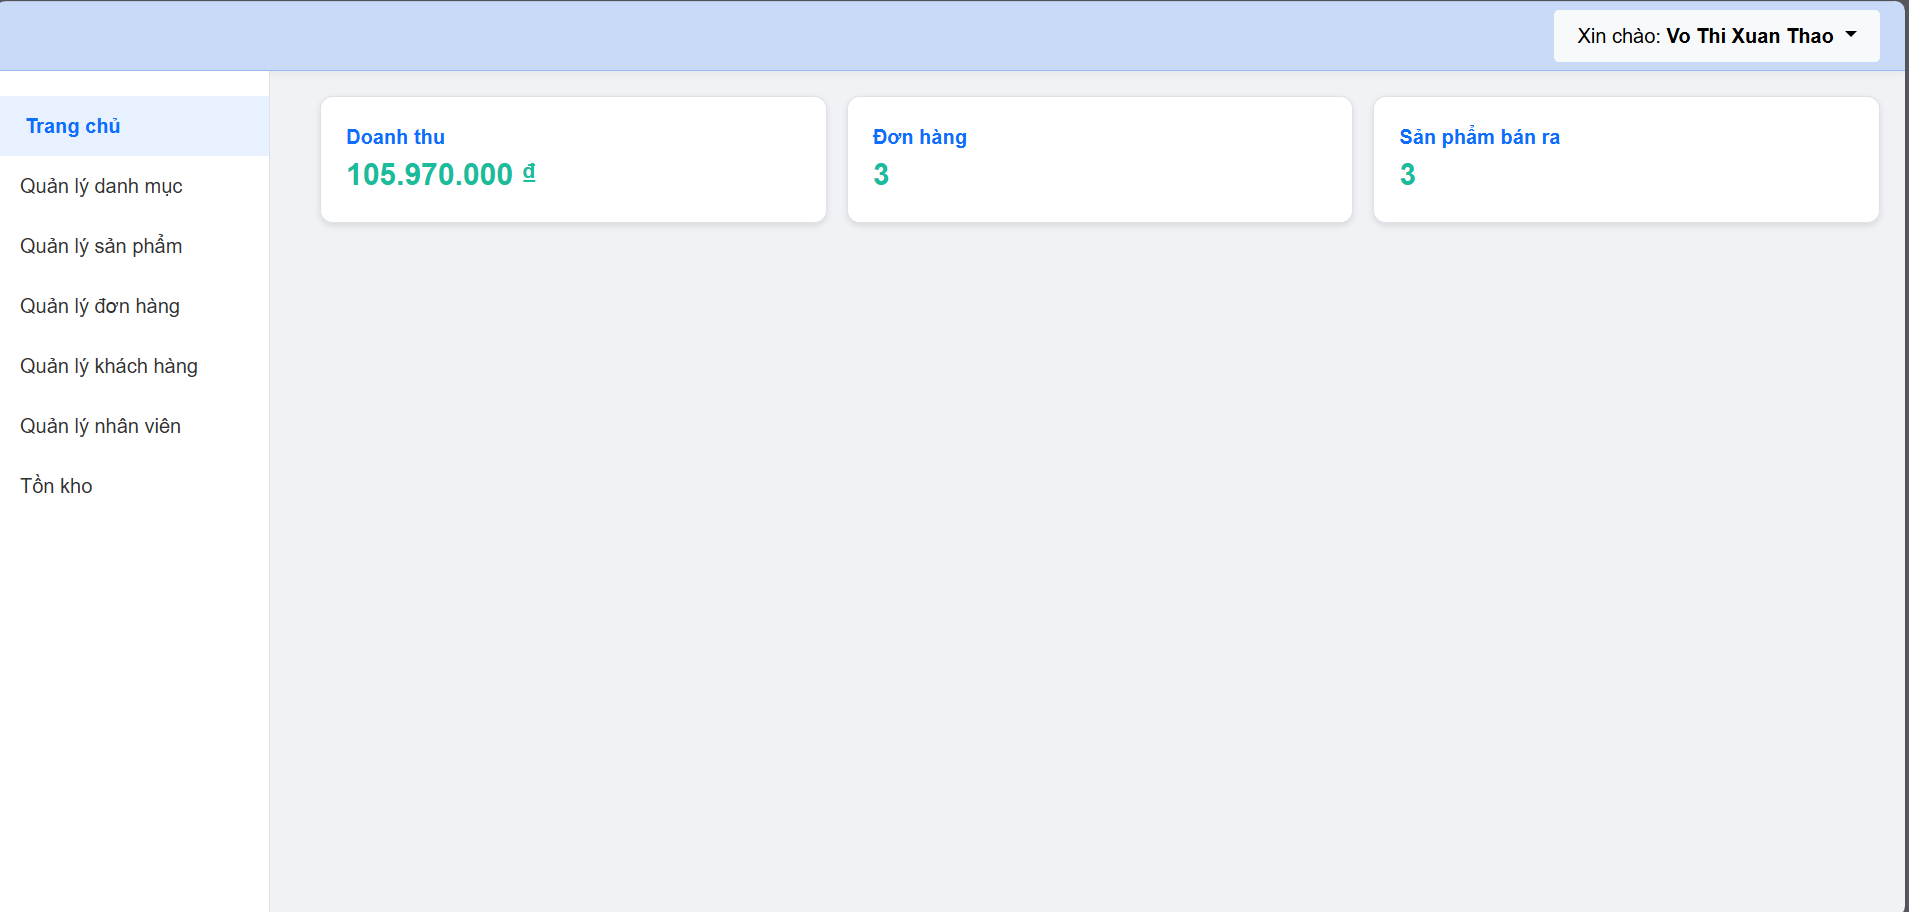 Xin chào: Vo Thi Xuan Thao
Trang chủ
Quản lý danh mục
Quản lý sản phẩm
Quản lý đơn hàng
Quản lý khách hàng
Quản lý nhân viên
Tồn kho
Doanh thu
105.970.000 ₫
Đơn hàng
3
Sản phẩm bán ra
3